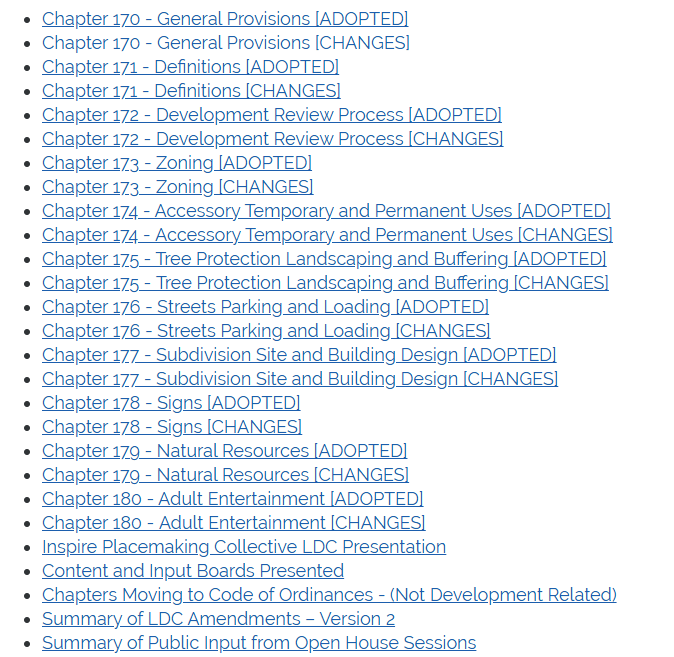 Chapter 170 - General Provisions [ADOPTED]
Chapter 170 - General Provisions [CHANGES]
Chapter 171 - Definitions [ADOPTED]
Chapter 171 - Definitions [CHANGES]
Chapter 172 - Development Review Process [ADOPTED]
Chapter 172 - Development Review Process [CHANGES]
Chapter 173 - Zoning [ADOPTED]
Chapter 173 - Zoning [CHANGES]
Chapter 174 - Accessory Temporary and Permanent Uses [ADOPTED]
Chapter 174 - Accessory Temporary and Permanent Uses [CHANGES]
Chapter 175 - Tree Protection Landscaping and Buffering [ADOPTED]
Chapter 175 - Tree Protection Landscaping and Buffering [CHANGES]
Chapter 176 - Streets Parking and Loading [ADOPTED]
Chapter 176 - Streets Parking and Loading [CHANGES]
Chapter 177 - Subdivision Site and Building Design [ADOPTED]
Chapter 177 - Subdivision Site and Building Design [CHANGES]
Chapter 178 - Signs [ADOPTED]
Chapter 178 - Signs [CHANGES]
Chapter 179 - Natural Resources [ADOPTED]
Chapter 179 - Natural Resources [CHANGES]
Chapter 180 - Adult Entertainment [ADOPTED]
Chapter 180 - Adult Entertainment [CHANGES]
Inspire Placemaking Collective LDC Presentation
Content and Input Boards Presented
Chapters Moving to Code of Ordinances - (Not Development Related)
Summary of LDC Amendments – Version 2
Summary of Public Input from Open House Sessions